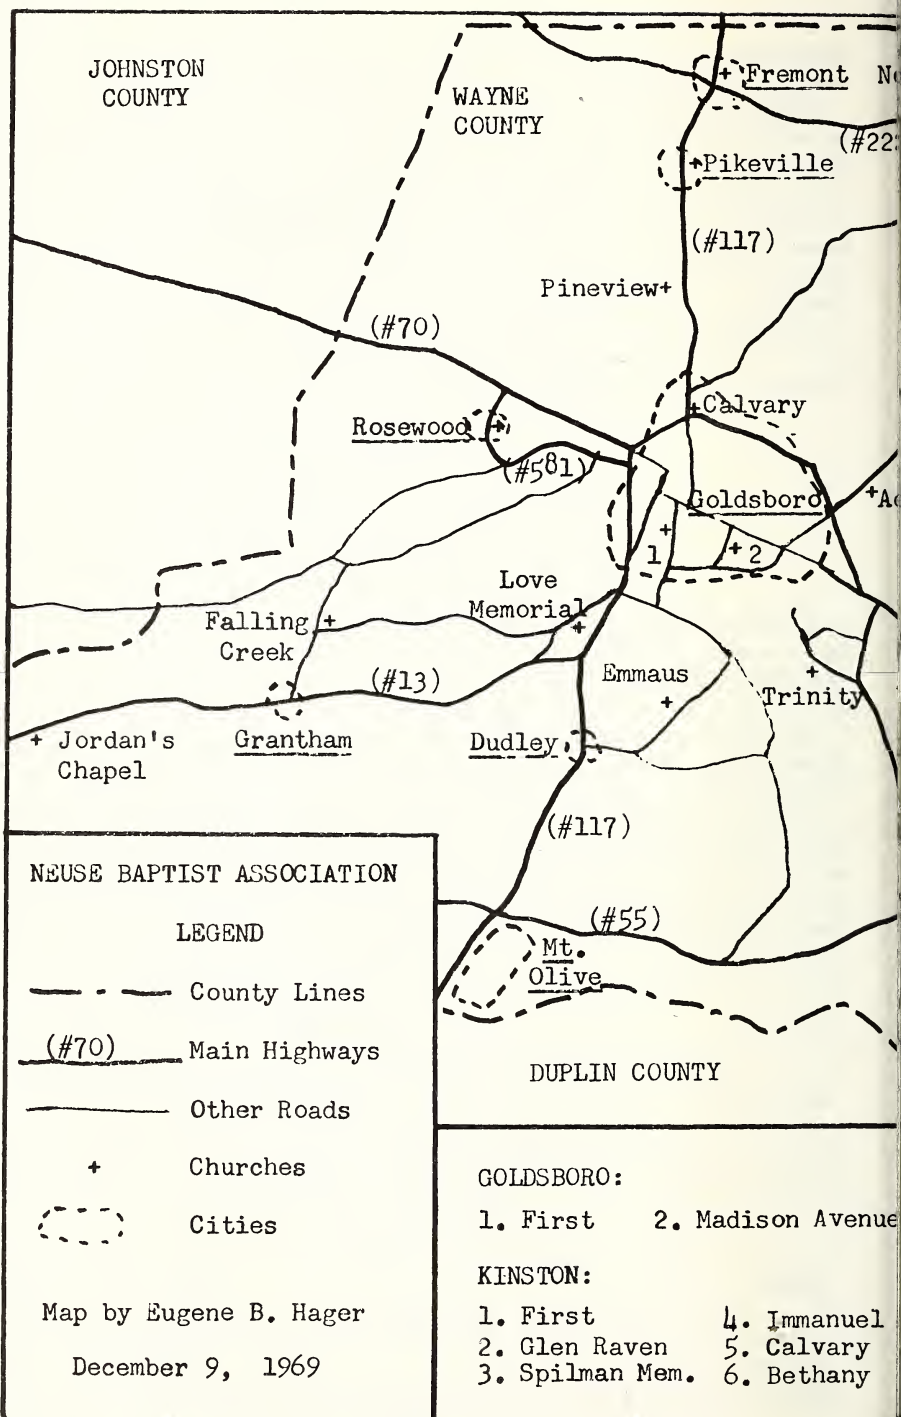 JOHNSTON
COUNTY
WAYNE
COUNTY
Fremont
Pikeville
(#117)
Pineview
(#70)
Calvary
Rosewood
(#581)
Goldsboro
1
2
Love
Memorial
Falling
Creek
(#13)
Emmaus
Trinity
Jordan's
Chapel
Grantham
Dudley
(#117)
(#55)
Mt.
Olive
DUPLIN COUNTY
NEUSE BAPTIST ASSOCIATION
LEGEND
County Lines
(#70) Main Highways
Other Roads
+ Churches
Cities
Map by Eugene B. Hager
December 9, 1969
GOLDSBORO:
1. First 2. Madison Avenue
KINSTON:
1. First 4. Immanuel
2. Glen Raven 5. Calvary
3. Spilman Mem. 6. Bethany